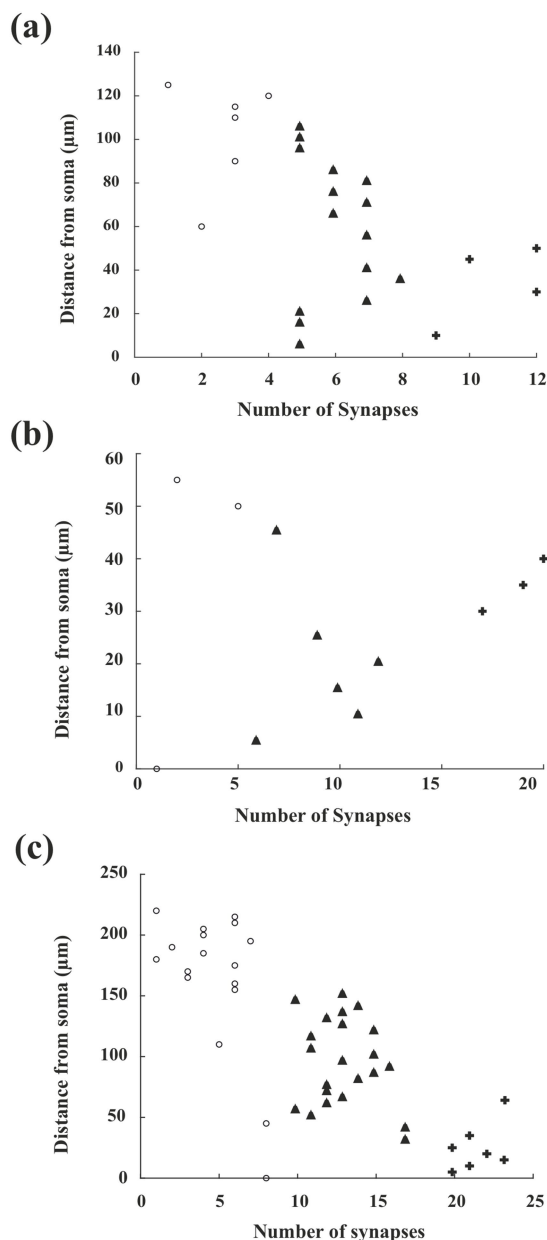 (a)
140
120
100
80
60
40
20
0
0 2 4 6 8 10 12
Distance from soma (µm)
Number of Synapses
(b)
60
50
40
30
20
10
0
0 5 10 15 20
Distance from soma (µm)
Number of Synapses
(c)
250
200
150
100
50
0
0 5 10 15 20 25
Distance from soma (µm)
Number of synapses